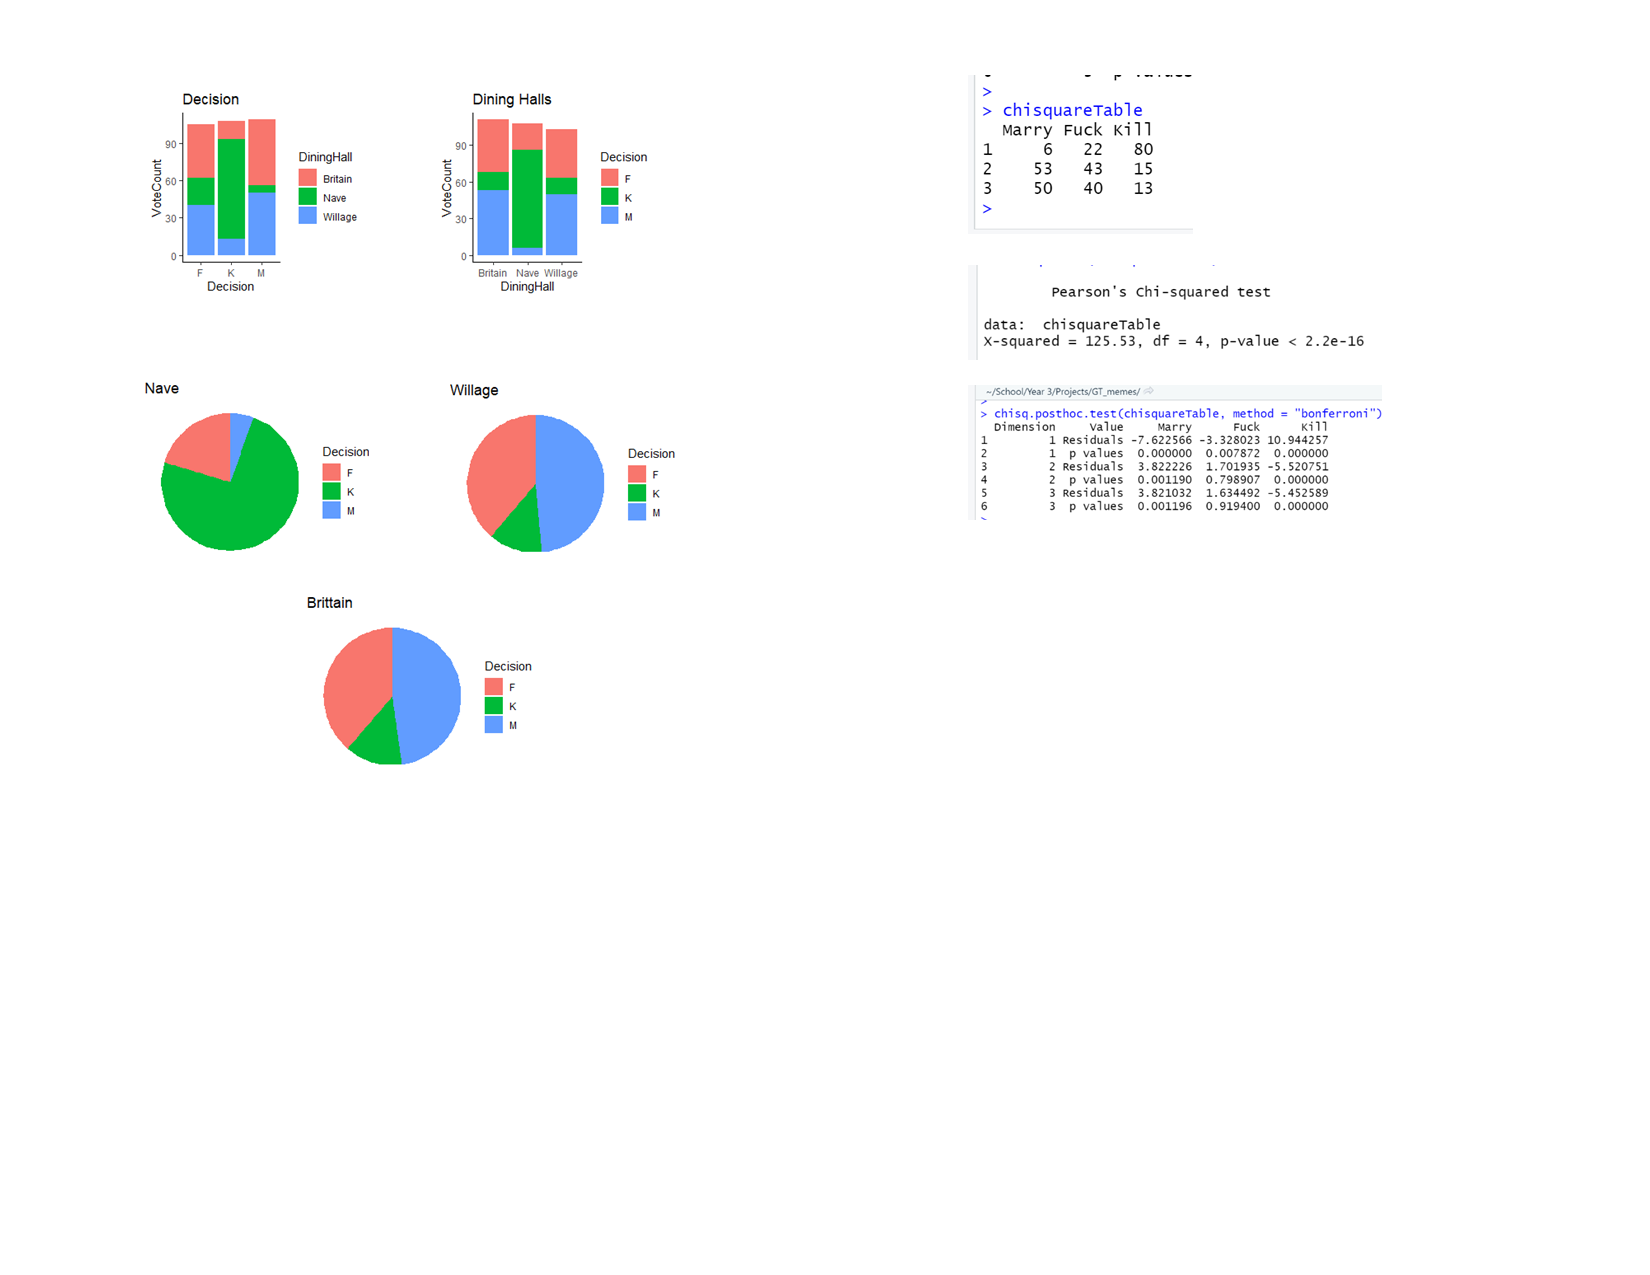 Decision
VoteCount
90
60
30
0
F K M
Decision
DiningHall
Britain
Nave
Willage
Dining Halls
VoteCount
90
60
30
0
Britain Nave Willage
DiningHall
Decision
F
K
M
Nave
Decision
F
K
M
Willage
Decision
F
K
M
Brittain
Decision
F
K
M
>
> chisquareTable
Marry Fuck Kill
1 6 22 80
2 53 43 15
3 50 40 13
>
Pearson's Chi-squared test
data: chisquareTable
X-squared = 125.53, df = 4, p-value < 2.2e-16
~/School/Year 3/Projects/GT_memes/
>
> chisq.posthoc.test(chisquareTable, method = "bonferroni")
Dimension Value Marry Fuck Kill
1 1 Residuals -7.622566 -3.328023 10.944257
2 1 p values 0.000000 0.007872 0.000000
3 2 Residuals 3.822226 1.701935 -5.520751
4 2 p values 0.001190 0.798907 0.000000
5 3 Residuals 3.821032 1.634492 -5.452589
6 3 p values 0.001196 0.919400 0.000000